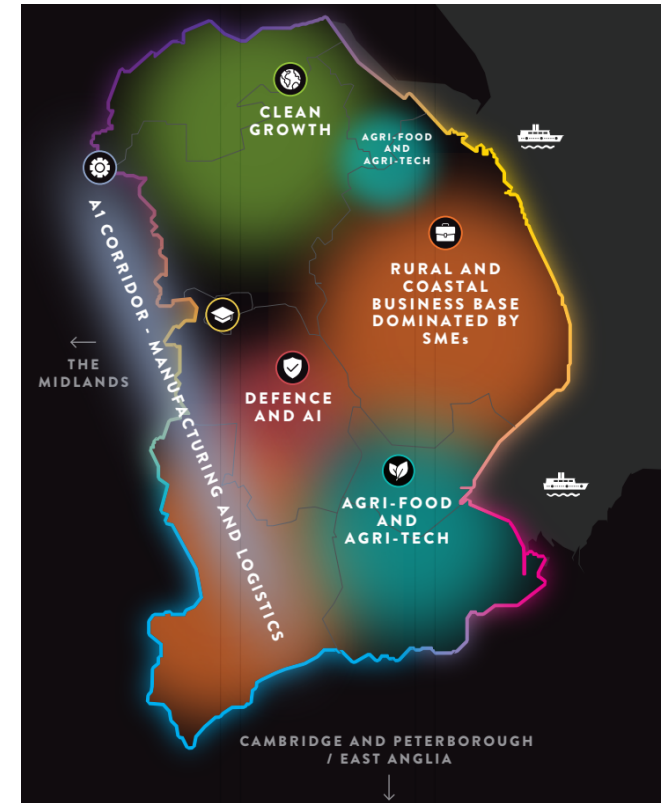 CLEAN
GROWTH
AGRI-FOOD
AND
AGRI-TECH
A1 CORRIDOR - MANUFACTURING AND LOGISTICS
RURAL AND
COASTAL
BUSINESS BASE
DOMINATED BY
SMEs
THE
MIDLANDS
DEFENCE
AND AI
AGRI-FOOD
AND
AGRI-TECH
CAMBRIDGE AND PETERBOROUGH
/ EAST ANGLIA